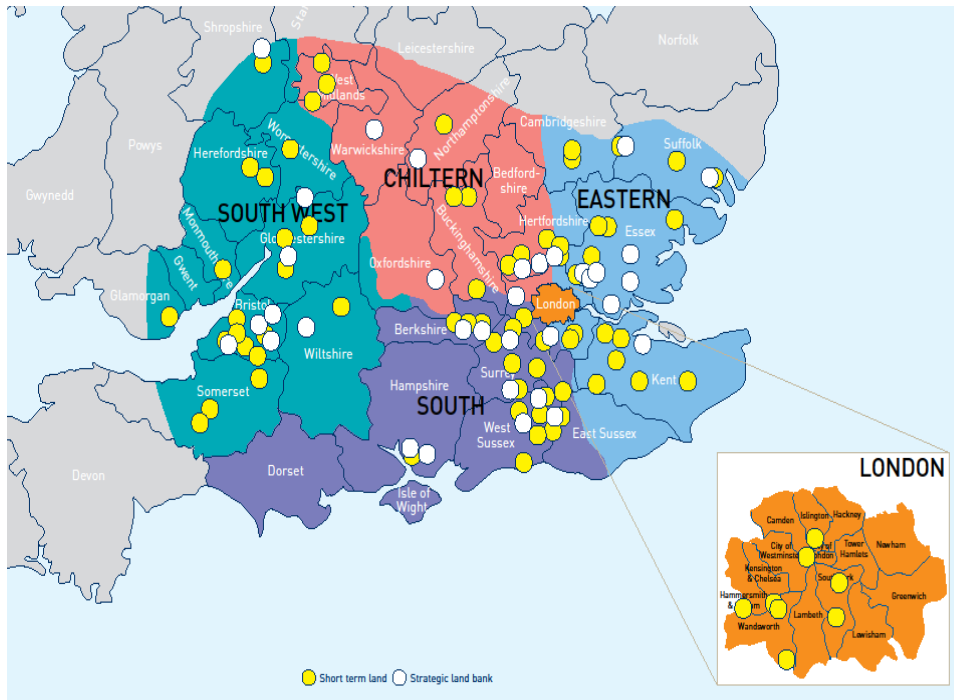 Shropshire
Leicestershire
Norfolk
Cambridgeshire
Suffolk
Powys
Herefordshire
Worcestershire
Warwickshire
Northamptonshire
Bedford-
shire
CHILTERN
EASTERN
Gwynedd
SOUTH WEST
Monmouthshire
Gloucestershire
Buckinghamshire
Hertfordshire
Essex
Gwent
Oxfordshire
Glamorgan
Bristol
London
Berkshire
Wiltshire
Surrey
Kent
Hampshire
Somerset
SOUTH
West
Sussex
East Sussex
Devon
Dorset
Isle of
Wight
LONDON
Camden
Islington
Hackney
City of
Westminster
Tower
Hamlets
Newham
Kensington
& Chelsea
Southwark
Hammersmith
Greenwich
Wandsworth
Lambeth
Lewisham
Short term land
Strategic land bank